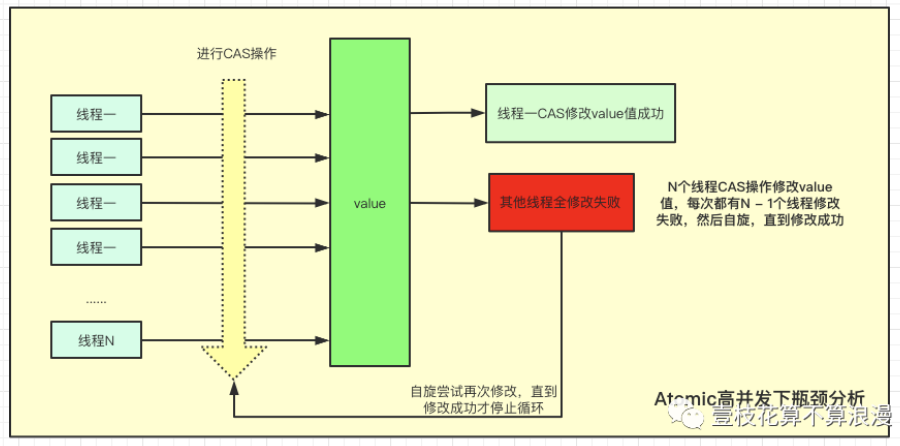 进行CAS操作
线程一
线程一
线程一
线程一
......
线程N
value
线程一CAS修改value值成功
其他线程全修改失败
N个线程CAS操作修改value
值，每次都有N - 1个线程修改
失败，然后自旋，直到修改成功
自旋尝试再次修改，直到
修改成功才停止循环
Atomic高并发下瓶颈分析
壹枝花算不算浪漫